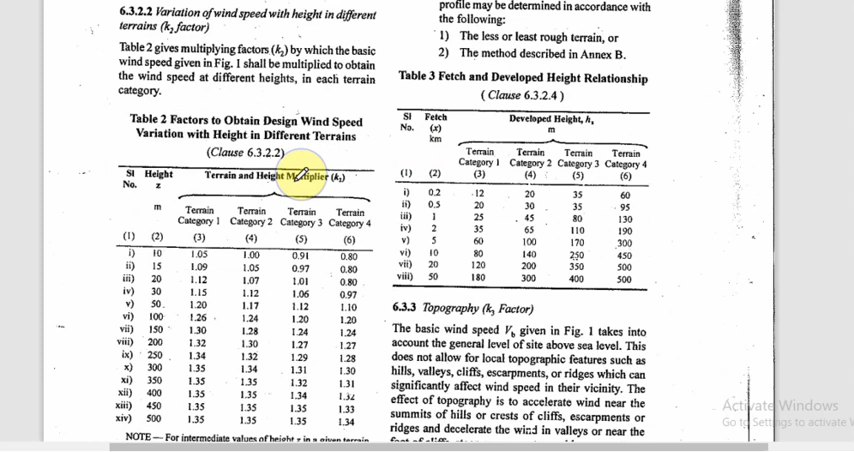 6.3.2.2 Variation of wind speed with height in different
terrains (k₂ factor)
Table 2 gives multiplying factors (k₂) by which the basic
wind speed given in Fig. 1 shall be multiplied to obtain
the wind speed at different heights, in each terrain
category.
Table 2 Factors to Obtain Design Wind Speed
Variation with Height in Different Terrains
(Clause 6.3.2.2)
Sl Height Terrain and Height Multiplier (k₂)
No. z
m Terrain Terrain Terrain Terrain
Category 1 Category 2 Category 3 Category 4
(1) (2) (3) (4) (5) (6)
i) 10 1.05 1.00 0.91 0.80
ii) 15 1.09 1.05 0.97 0.80
iii) 20 1.12 1.07 1.01 0.80
iv) 30 1.15 1.12 1.06 0.97
v) 50. 1.20 1.17 1.12 1.10
vi) 100 1.26 1.24 1.20 1.20
vii) 150 1.30 1.28 1.24 1.24
viii) 200 1.32 1.30 1.27 1.27
ix) 250 1.34 1.32 1.29 1.28
x) 300 1.35 1.34 1.31 1.30
xi) 350 1.35 1.35 1.32 1.31
xii) 400 1.35 1.35 1.34 1.32
xiii) 450 1.35 1.35 1.35 1.33
xiv) 500 1.35 1.35 1.35 1.34
NOTE — For intermediate values of height z in a given terrain
profile may be determined in accordance with
the following:
1) The less or least rough terrain, or
2) The method described in Annex B.
Table 3 Fetch and Developed Height Relationship
( Clause 6.3.2.4 )
Sl Fetch Developed Height, h,
No. (x) m
km
Terrain Terrain Terrain Terrain
Category 1 Category 2 Category 3 Category 4
(1) (2) (3) (4) (5) (6)
i) 0.2 12 20 35 60
ii) 0.5 20 30 35 95
iii) 1 25 45 80 130
iv) 2 35 65 110 190
v) 5 60 100 170 300
vi) 10 80 140 250 450
vii) 20 120 200 350 500
viii) 50 180 300 400 500
6.3.3 Topography (k₃ Factor)
The basic wind speed V_b given in Fig. 1 takes into
account the general level of site above sea level. This
does not allow for local topographic features such as
hills, valleys, cliffs, escarpments, or ridges which can
significantly affect wind speed in their vicinity. The
effect of topography is to accelerate wind near the
summits of hills or crests of cliffs, escarpments or
ridges and decelerate the wind in valleys or near the
Activate Windows
Go to Settings to activate